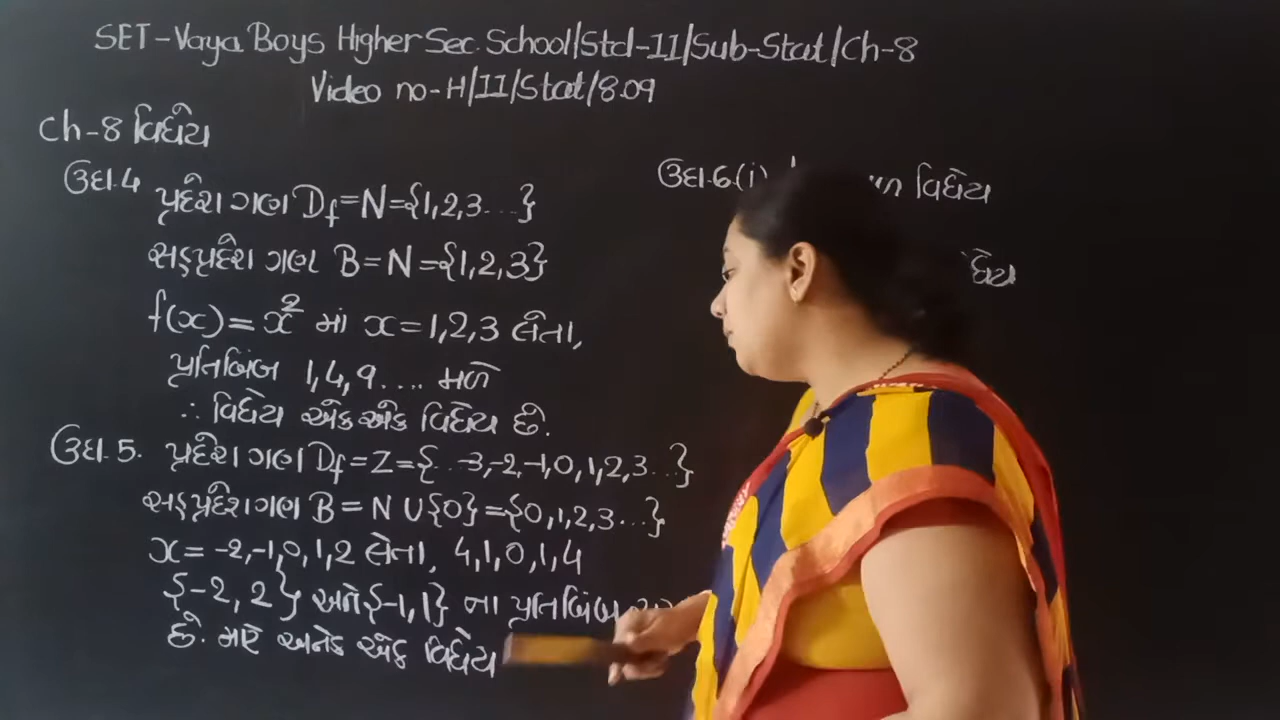 SET-Vaya Boys Higher Sec. School/Std-11/Sub-Stat/Ch-8
Video no-H/11/Stat/8.09
Ch-8 વિધેય
ઉદા.4
પ્રદેશ ગણ D_f=N={1,2,3...}
સહપ્રદેશ ગણ B=N={1,2,3}
f(x)=x² માં x=1,2,3 લેતા,
પ્રતિબિંબ 1,4,9.... મળે
∴ વિધેય એક એક વિધેય છે.
ઉદા.5. પ્રદેશ ગણ D_f=Z={...-3,-2,-1,0,1,2,3...}
સહપ્રદેશ ગણ B=N∪{0}={0,1,2,3...}
x=-2,-1,0,1,2 લેતા, 4,1,0,1,4
{-2,2} અને {-1,1} ના પ્રતિબિંબ
છે. માટે અનેક એક વિધેય
ઉદા.6.(i) વિધેય